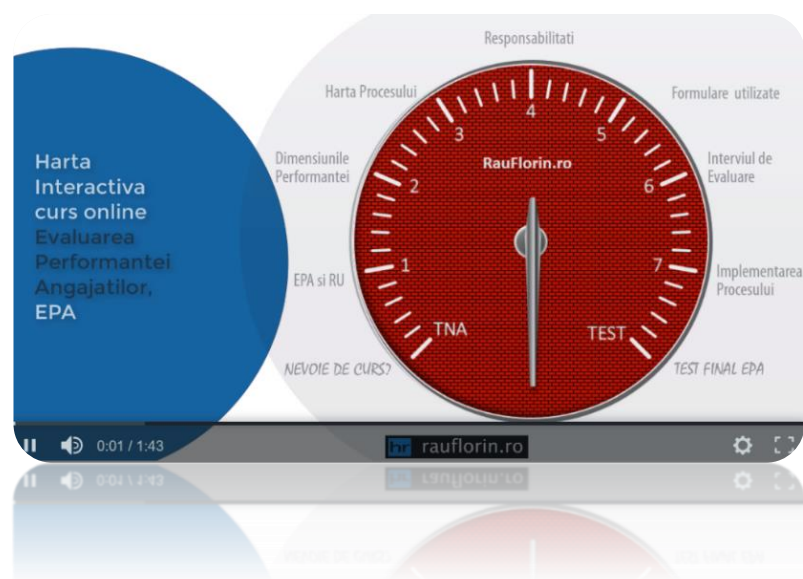 Harta
Interactiva
curs online
Evaluarea
Performantei
Angajatilor,
EPA
Responsabilitati
Harta Procesului
Formulare utilizate
Dimensiunile
Performantei
Interviul de
Evaluare
EPA si RU
Implementarea
Procesului
NEVOIE DE CURS?
TEST FINAL EPA
RauFlorin.ro
TNA
1
2
3
4
5
6
7
TEST
0:01 / 1:43
hr rauflorin.ro